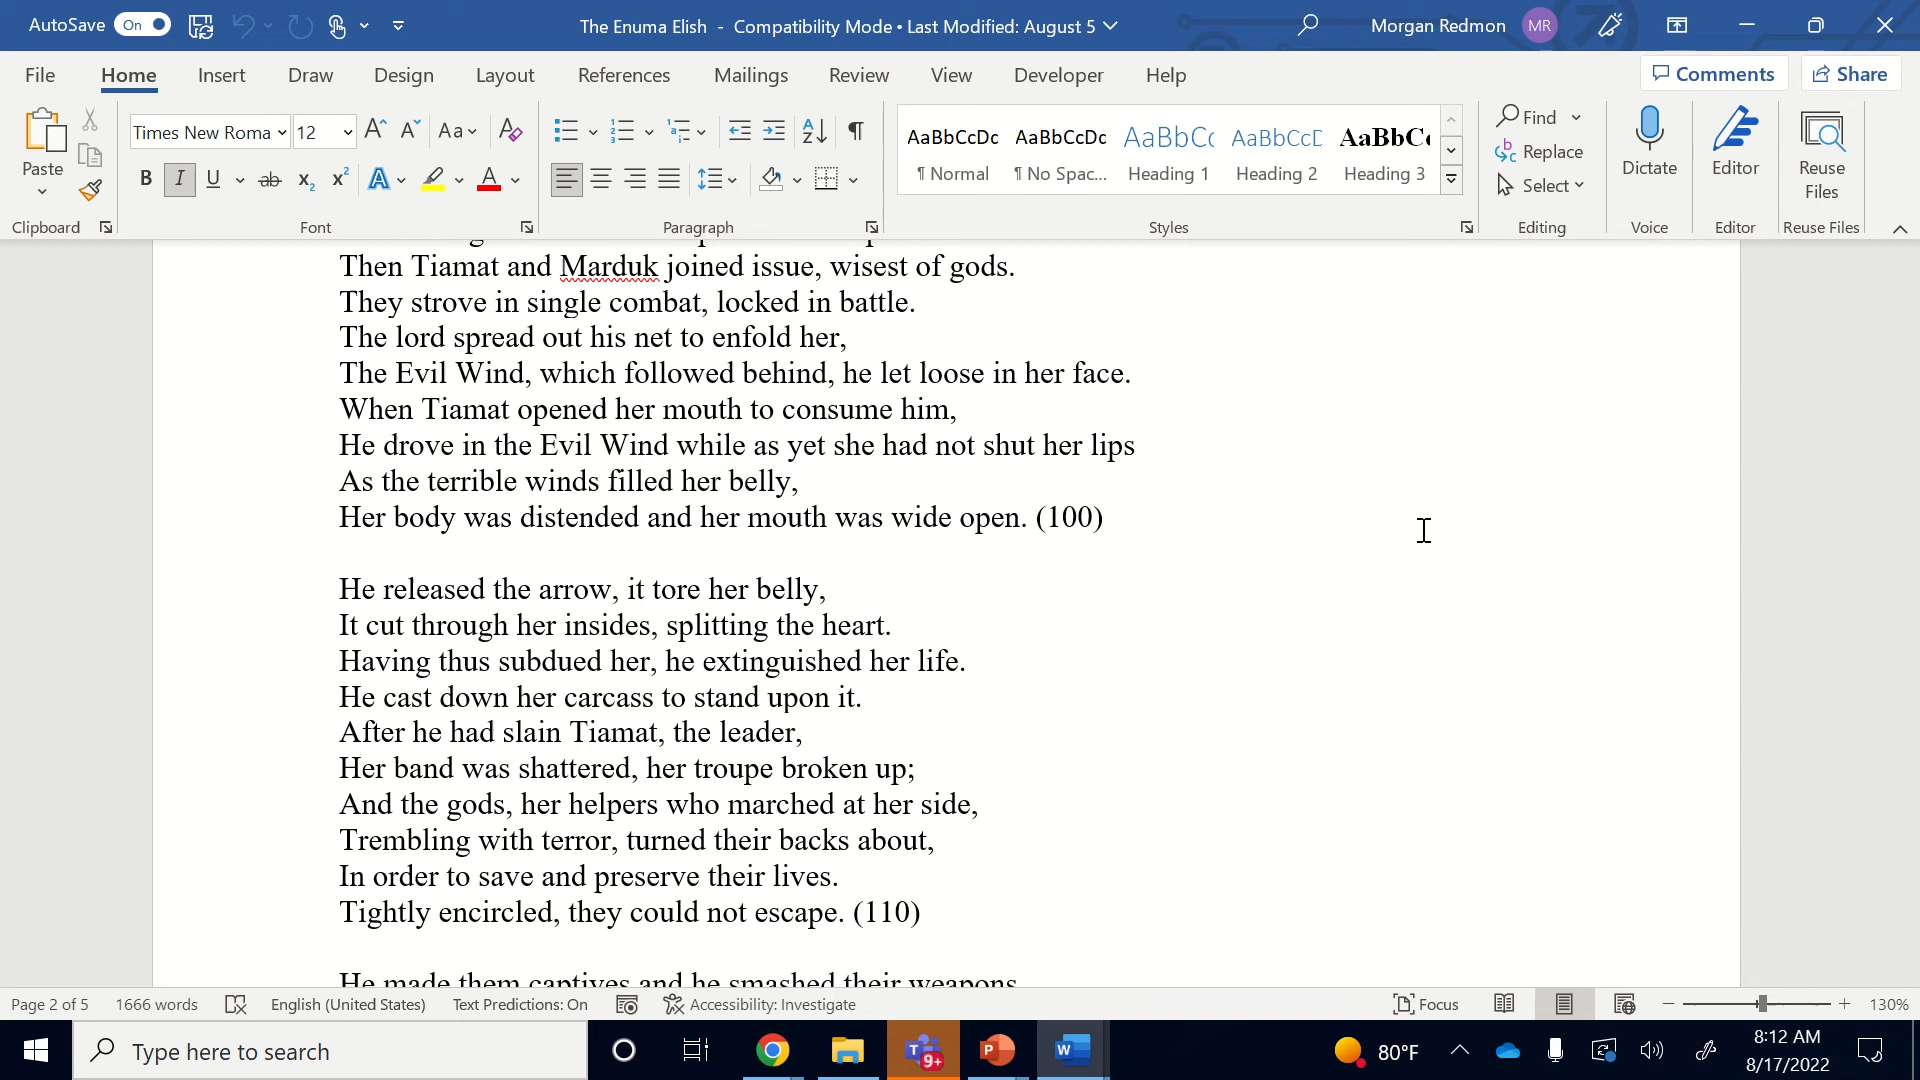 AutoSave On The Enuma Elish - Compatibility Mode • Last Modified: August 5 Morgan Redmon MR
File Home Insert Draw Design Layout References Mailings Review View Developer Help Comments Share
Paste
Clipboard
Times New Roma 12
Font
Paragraph
AaBbCcDc AaBbCcDc AaBbCc AaBbCcD AaBbC
¶ Normal ¶ No Spac... Heading 1 Heading 2 Heading 3
Styles
Find
Replace
Select
Editing
Dictate
Voice
Editor
Editor
Reuse
Files
Reuse Files
Then Tiamat and Marduk joined issue, wisest of gods.
They strove in single combat, locked in battle.
The lord spread out his net to enfold her,
The Evil Wind, which followed behind, he let loose in her face.
When Tiamat opened her mouth to consume him,
He drove in the Evil Wind while as yet she had not shut her lips
As the terrible winds filled her belly,
Her body was distended and her mouth was wide open. (100)
He released the arrow, it tore her belly,
It cut through her insides, splitting the heart.
Having thus subdued her, he extinguished her life.
He cast down her carcass to stand upon it.
After he had slain Tiamat, the leader,
Her band was shattered, her troupe broken up;
And the gods, her helpers who marched at her side,
Trembling with terror, turned their backs about,
In order to save and preserve their lives.
Tightly encircled, they could not escape. (110)
He made them captives and he smashed their weapons
Page 2 of 5 1666 words English (United States) Text Predictions: On Accessibility: Investigate Focus 130%
Type here to search 9+ 80°F 8:12 AM
8/17/2022